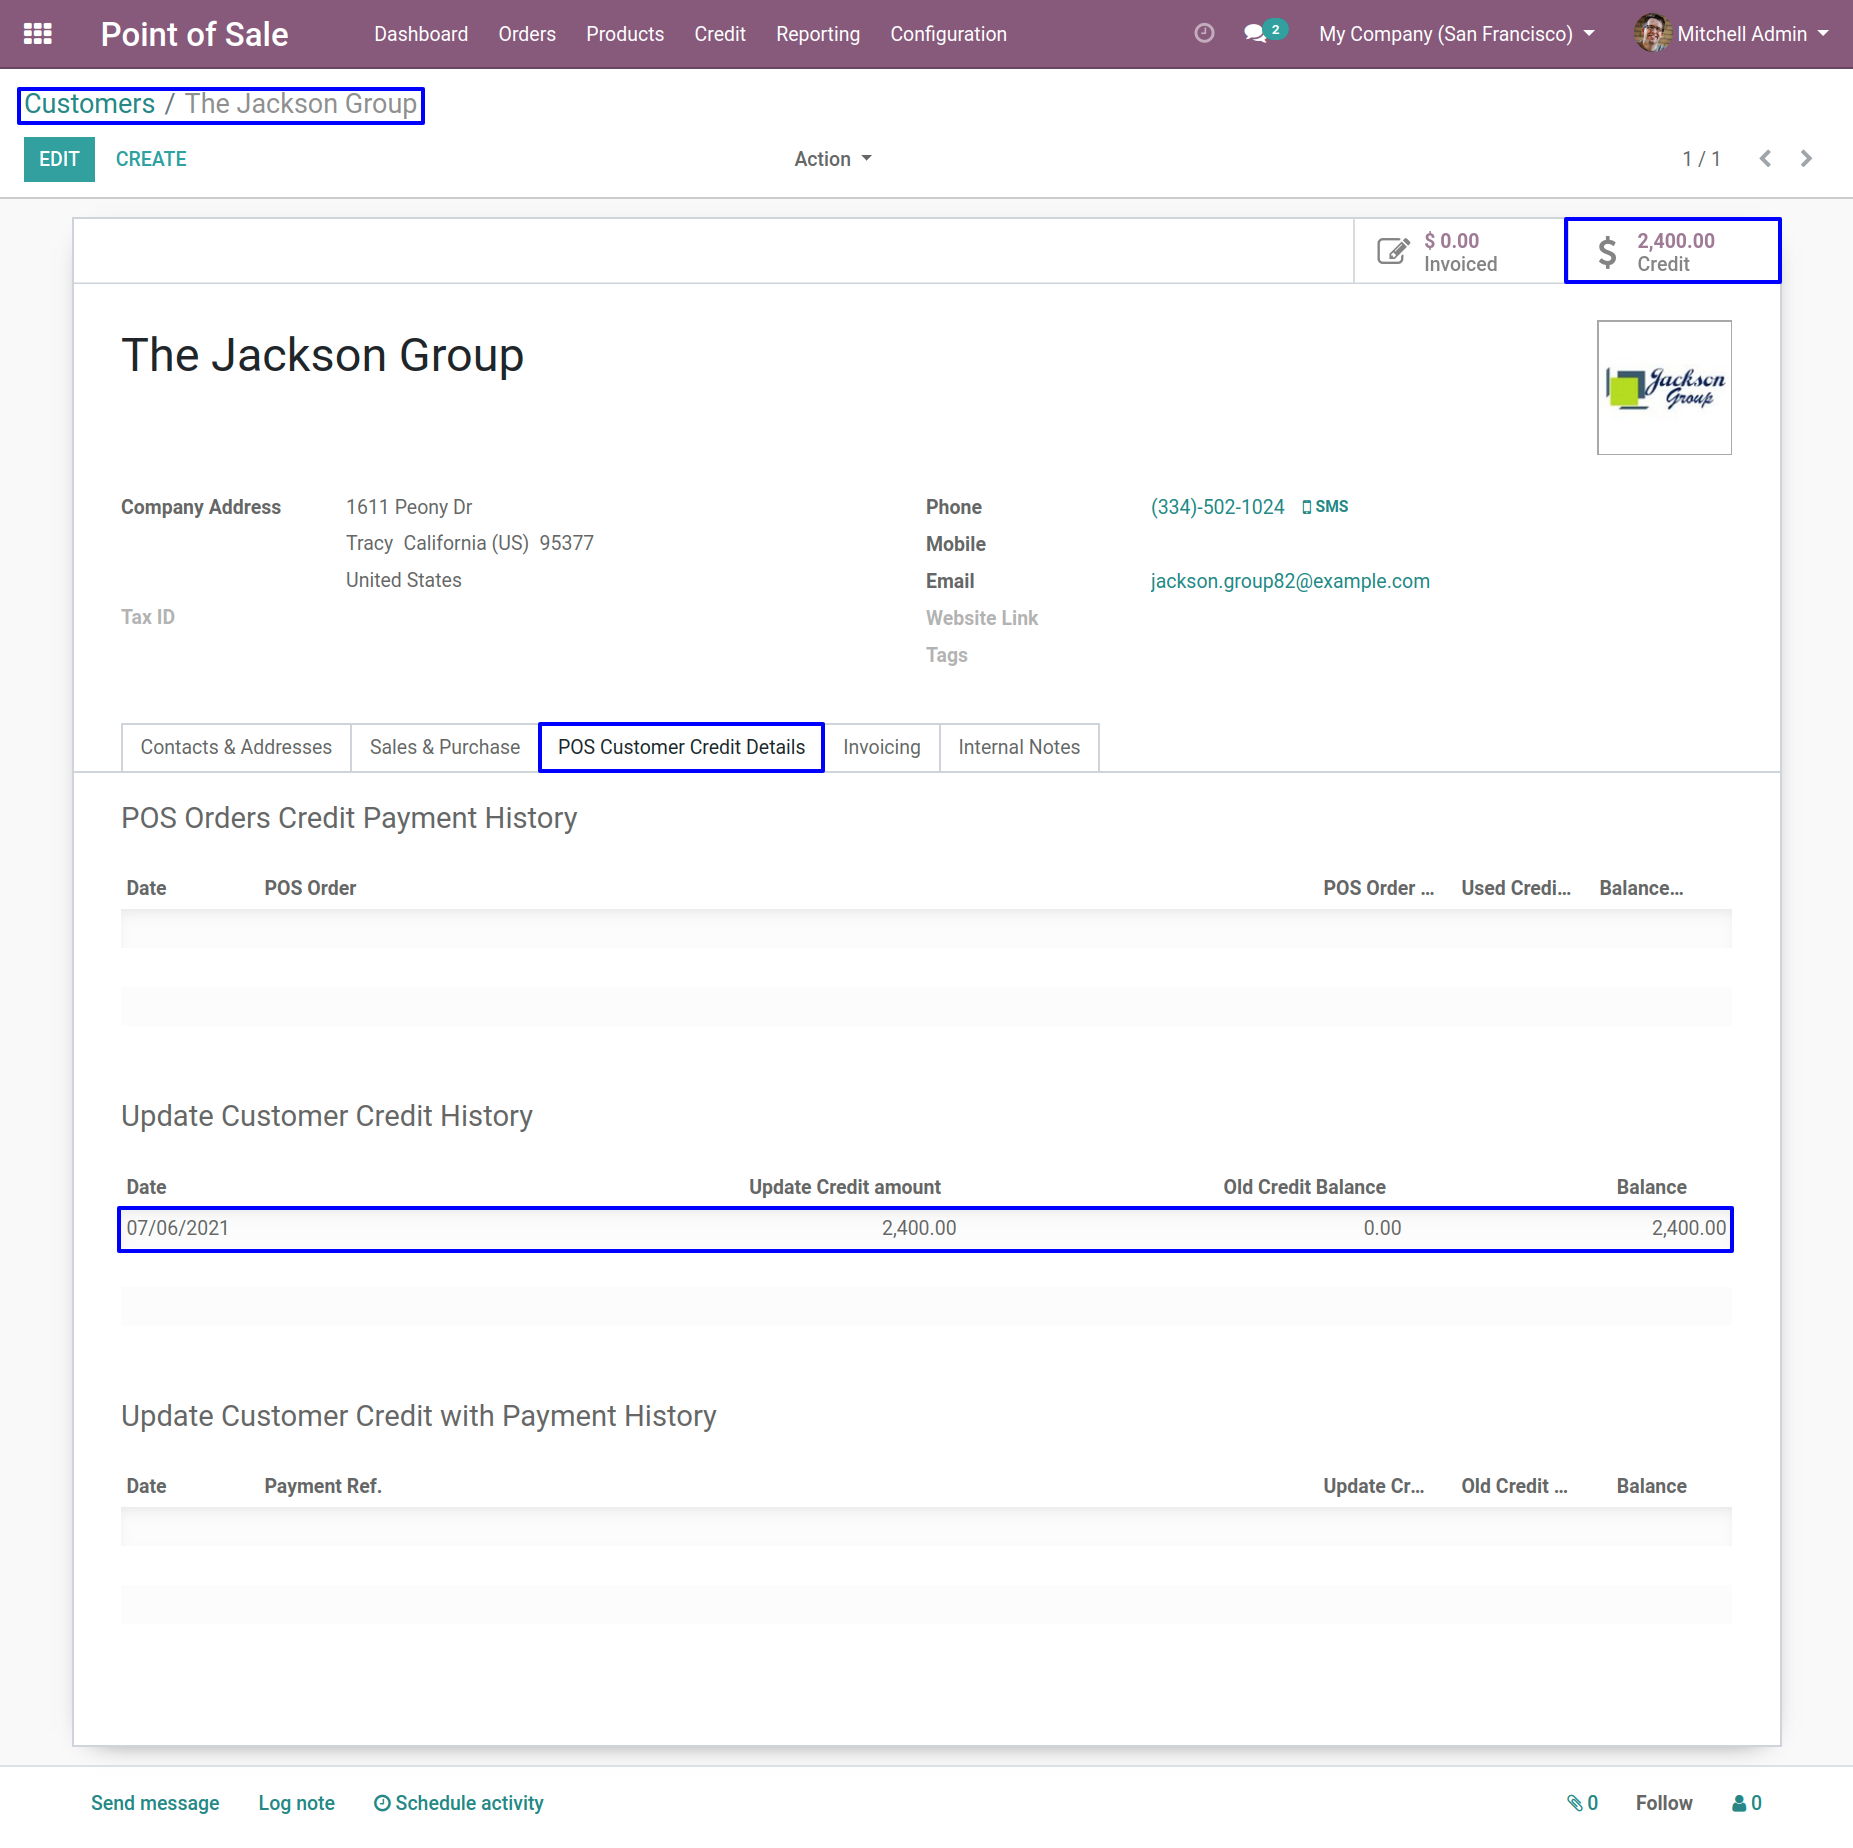 Point of Sale Dashboard Orders Products Credit Reporting Configuration 2 My Company (San Francisco) Mitchell Admin
Customers / The Jackson Group
EDIT CREATE Action 1 / 1
$ 0.00 2,400.00
Invoiced $ Credit
The Jackson Group
Jackson
Group
Company Address 1611 Peony Dr Phone (334)-502-1024 SMS
Tracy California (US) 95377 Mobile
United States Email jackson.group82@example.com
Tax ID Website Link
Tags
Contacts & Addresses Sales & Purchase POS Customer Credit Details Invoicing Internal Notes
POS Orders Credit Payment History
Date POS Order POS Order ... Used Credi... Balance...
Update Customer Credit History
Date Update Credit amount Old Credit Balance Balance
07/06/2021 2,400.00 0.00 2,400.00
Update Customer Credit with Payment History
Date Payment Ref. Update Cr... Old Credit ... Balance
Send message Log note Schedule activity 0 Follow 0